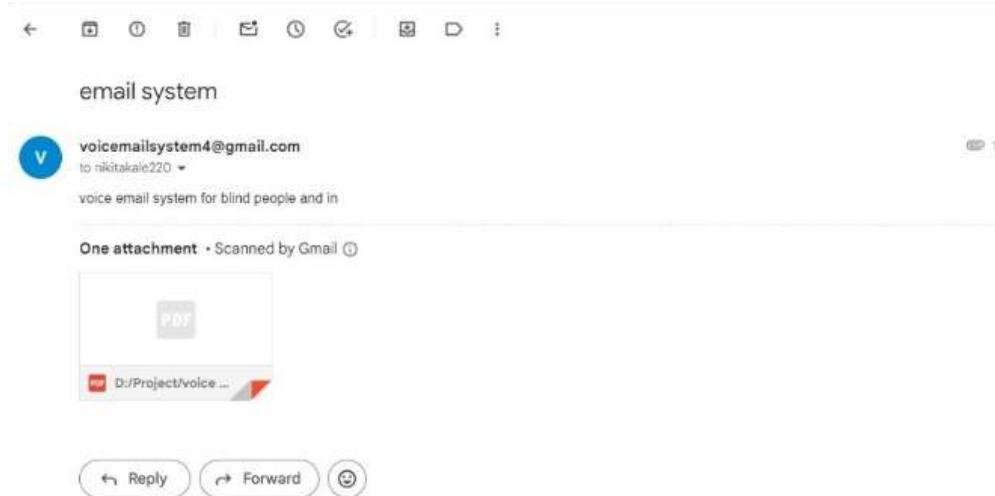 email system
V
voicemailsystem4@gmail.com
to nikitakale220
voice email system for blind people and in
One attachment • Scanned by Gmail
PDF
PDF D:/Project/voice ...
Reply
Forward